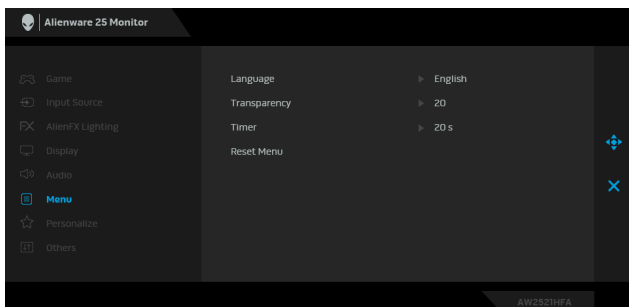 Alienware 25 Monitor
Game
Input Source
AlienFX Lighting
Display
Audio
Menu
Personalize
Others
Language English
Transparency 20
Timer 20 s
Reset Menu
AW2521HFA